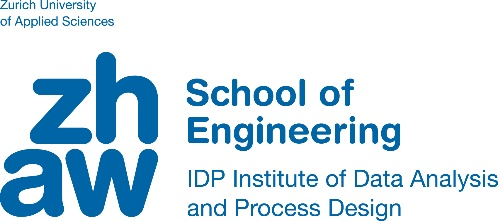 Zurich University
of Applied Sciences
zh
aw
School of
Engineering
IDP Institute of Data Analysis
and Process Design